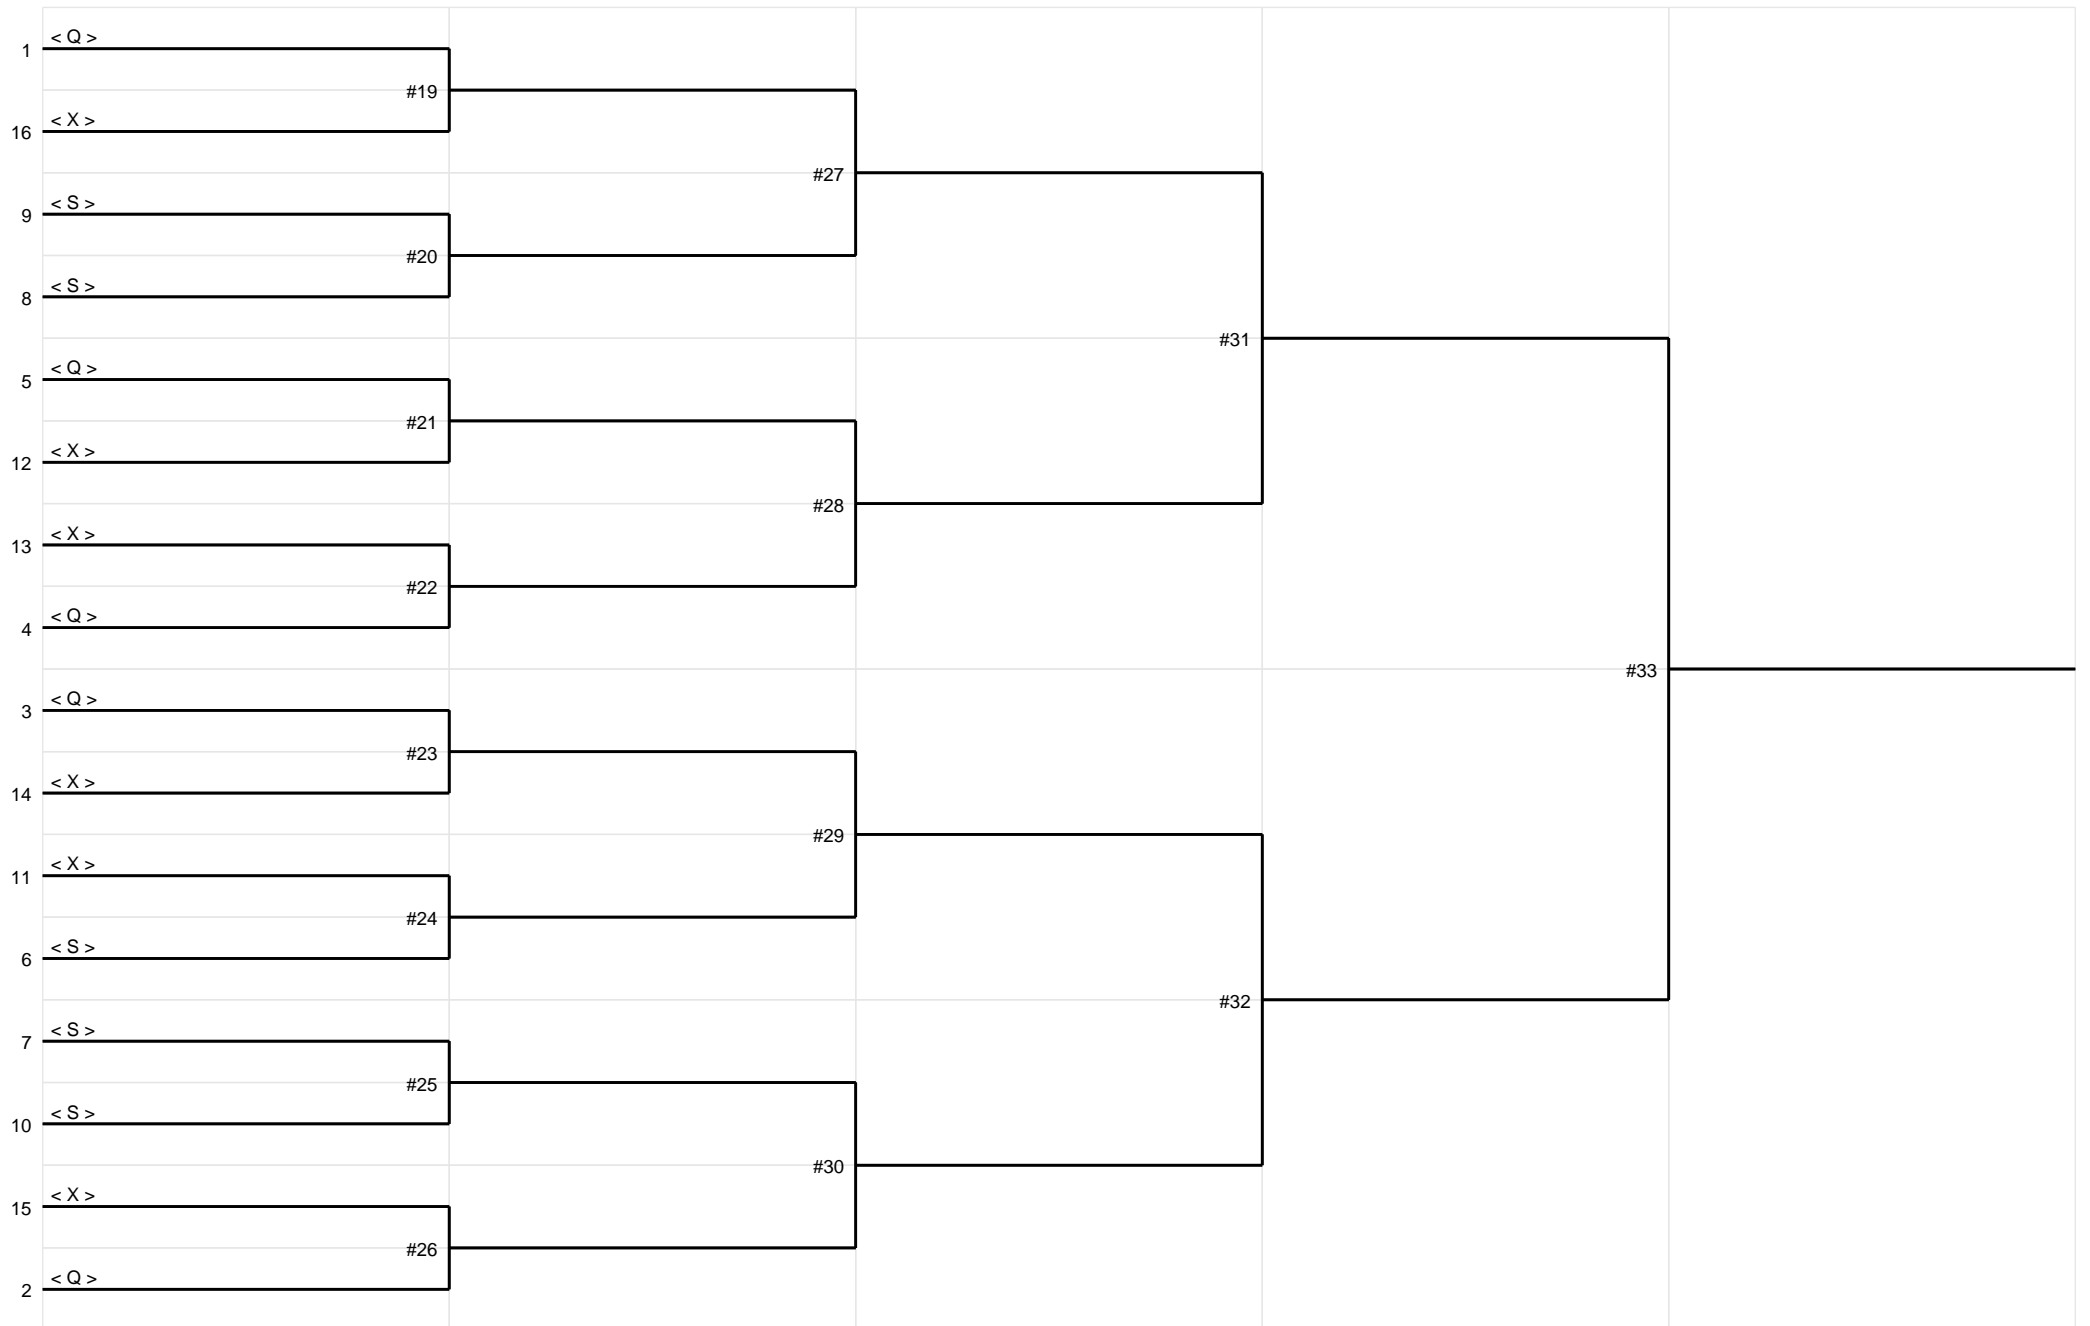 < Q >
1
#19
< X >
16
#27
< S >
9
#20
< S >
8
#31
< Q >
5
#21
< X >
12
#28
< X >
13
#22
< Q >
4
#33
< Q >
3
#23
< X >
14
#29
< X >
11
#24
< S >
6
#32
< S >
7
#25
< S >
10
#30
< X >
15
#26
< Q >
2